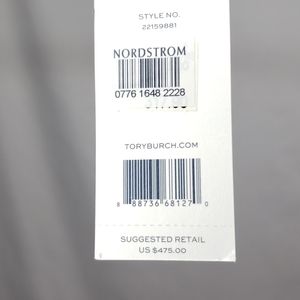 STYLE NO.
22159881
NORDSTROM
0776 1648 2228
TORYBURCH.COM
8 88736 68127 0
SUGGESTED RETAIL
US $475.00